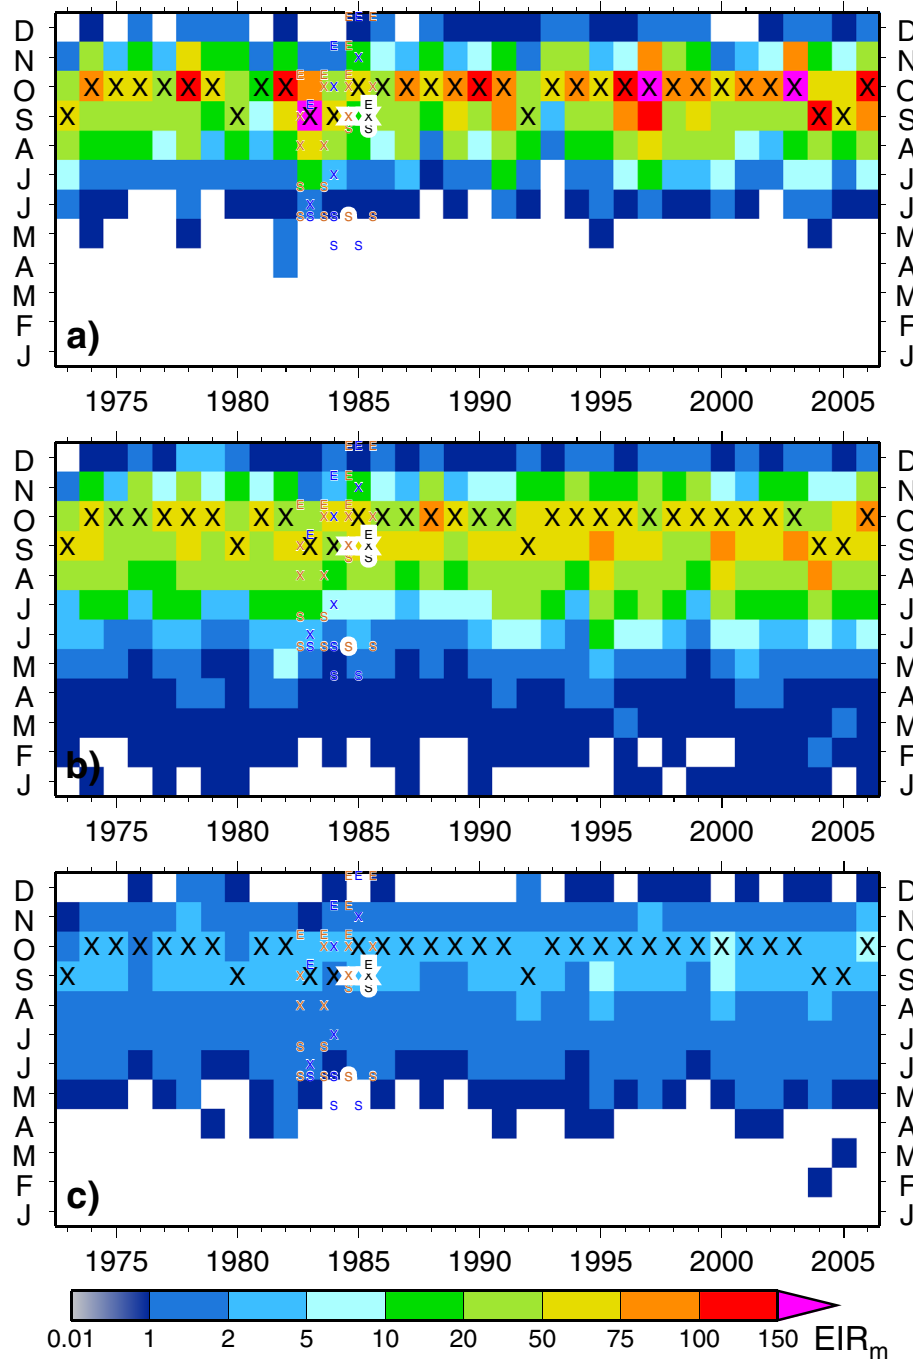 D D
N N
O X X X X X X X X X X X X X X X X X X X X X X X X X X X O
S X X X X X X X S
A A
J J
J J
M M
A A
M M
F F
a)
J J
1975 1980 1985 1990 1995 2000 2005
D D
N N
O O
S S
A A
J J
J J
M M
A A
M M
F F
b)
J J
1975 1980 1985 1990 1995 2000 2005
D D
N N
O O
S S
A A
J J
J J
M M
A A
M M
F F
c)
J J
1975 1980 1985 1990 1995 2000 2005
0.01 1 2 5 10 20 50 75 100 150 EIRm